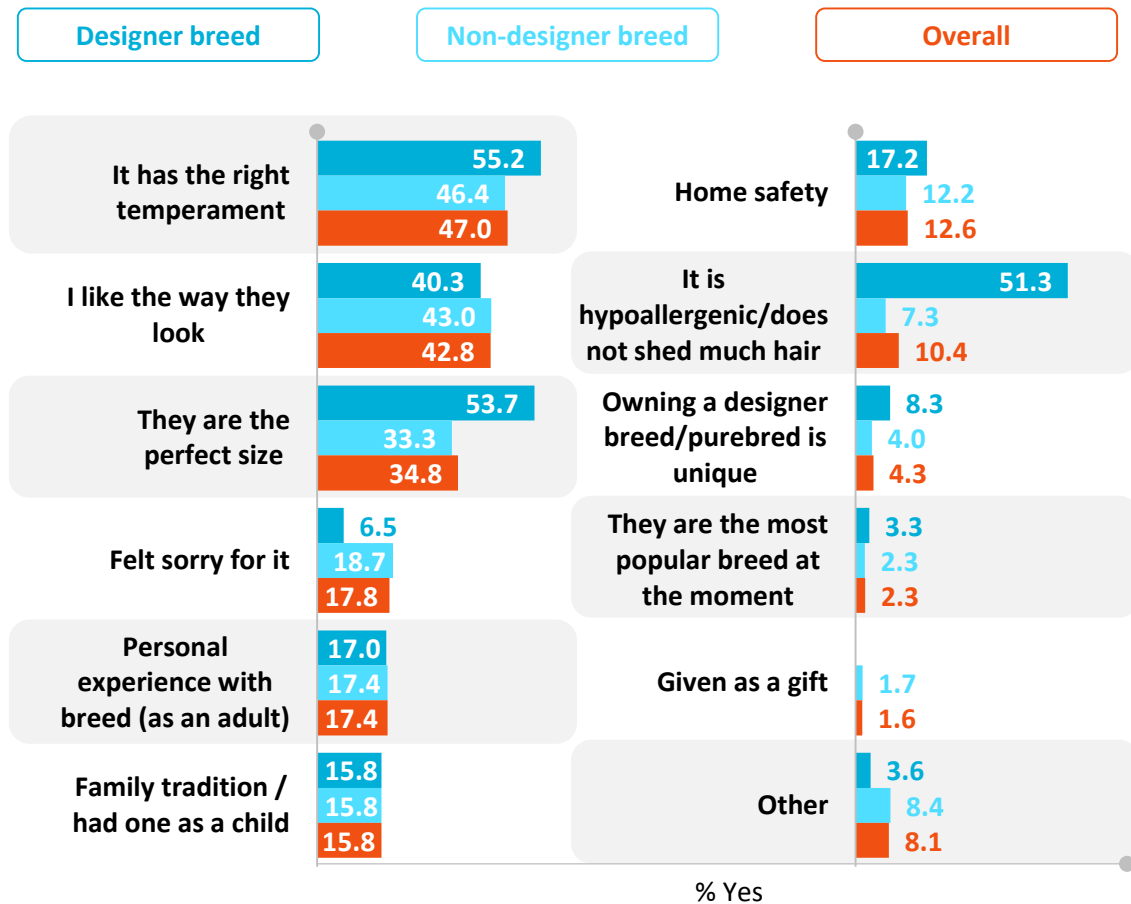 Designer breed
Non-designer breed
Overall
It has the right
temperament
55.2
46.4
47.0
I like the way they
look
40.3
43.0
42.8
They are the
perfect size
53.7
33.3
34.8
Felt sorry for it
6.5
18.7
17.8
Personal
experience with
breed (as an adult)
17.0
17.4
17.4
Family tradition /
had one as a child
15.8
15.8
15.8
Home safety
17.2
12.2
12.6
It is
hypoallergenic/does
not shed much hair
51.3
7.3
10.4
Owning a designer
breed/purebred is
unique
8.3
4.0
4.3
They are the most
popular breed at
the moment
3.3
2.3
2.3
Given as a gift
1.7
1.6
Other
3.6
8.4
8.1
% Yes